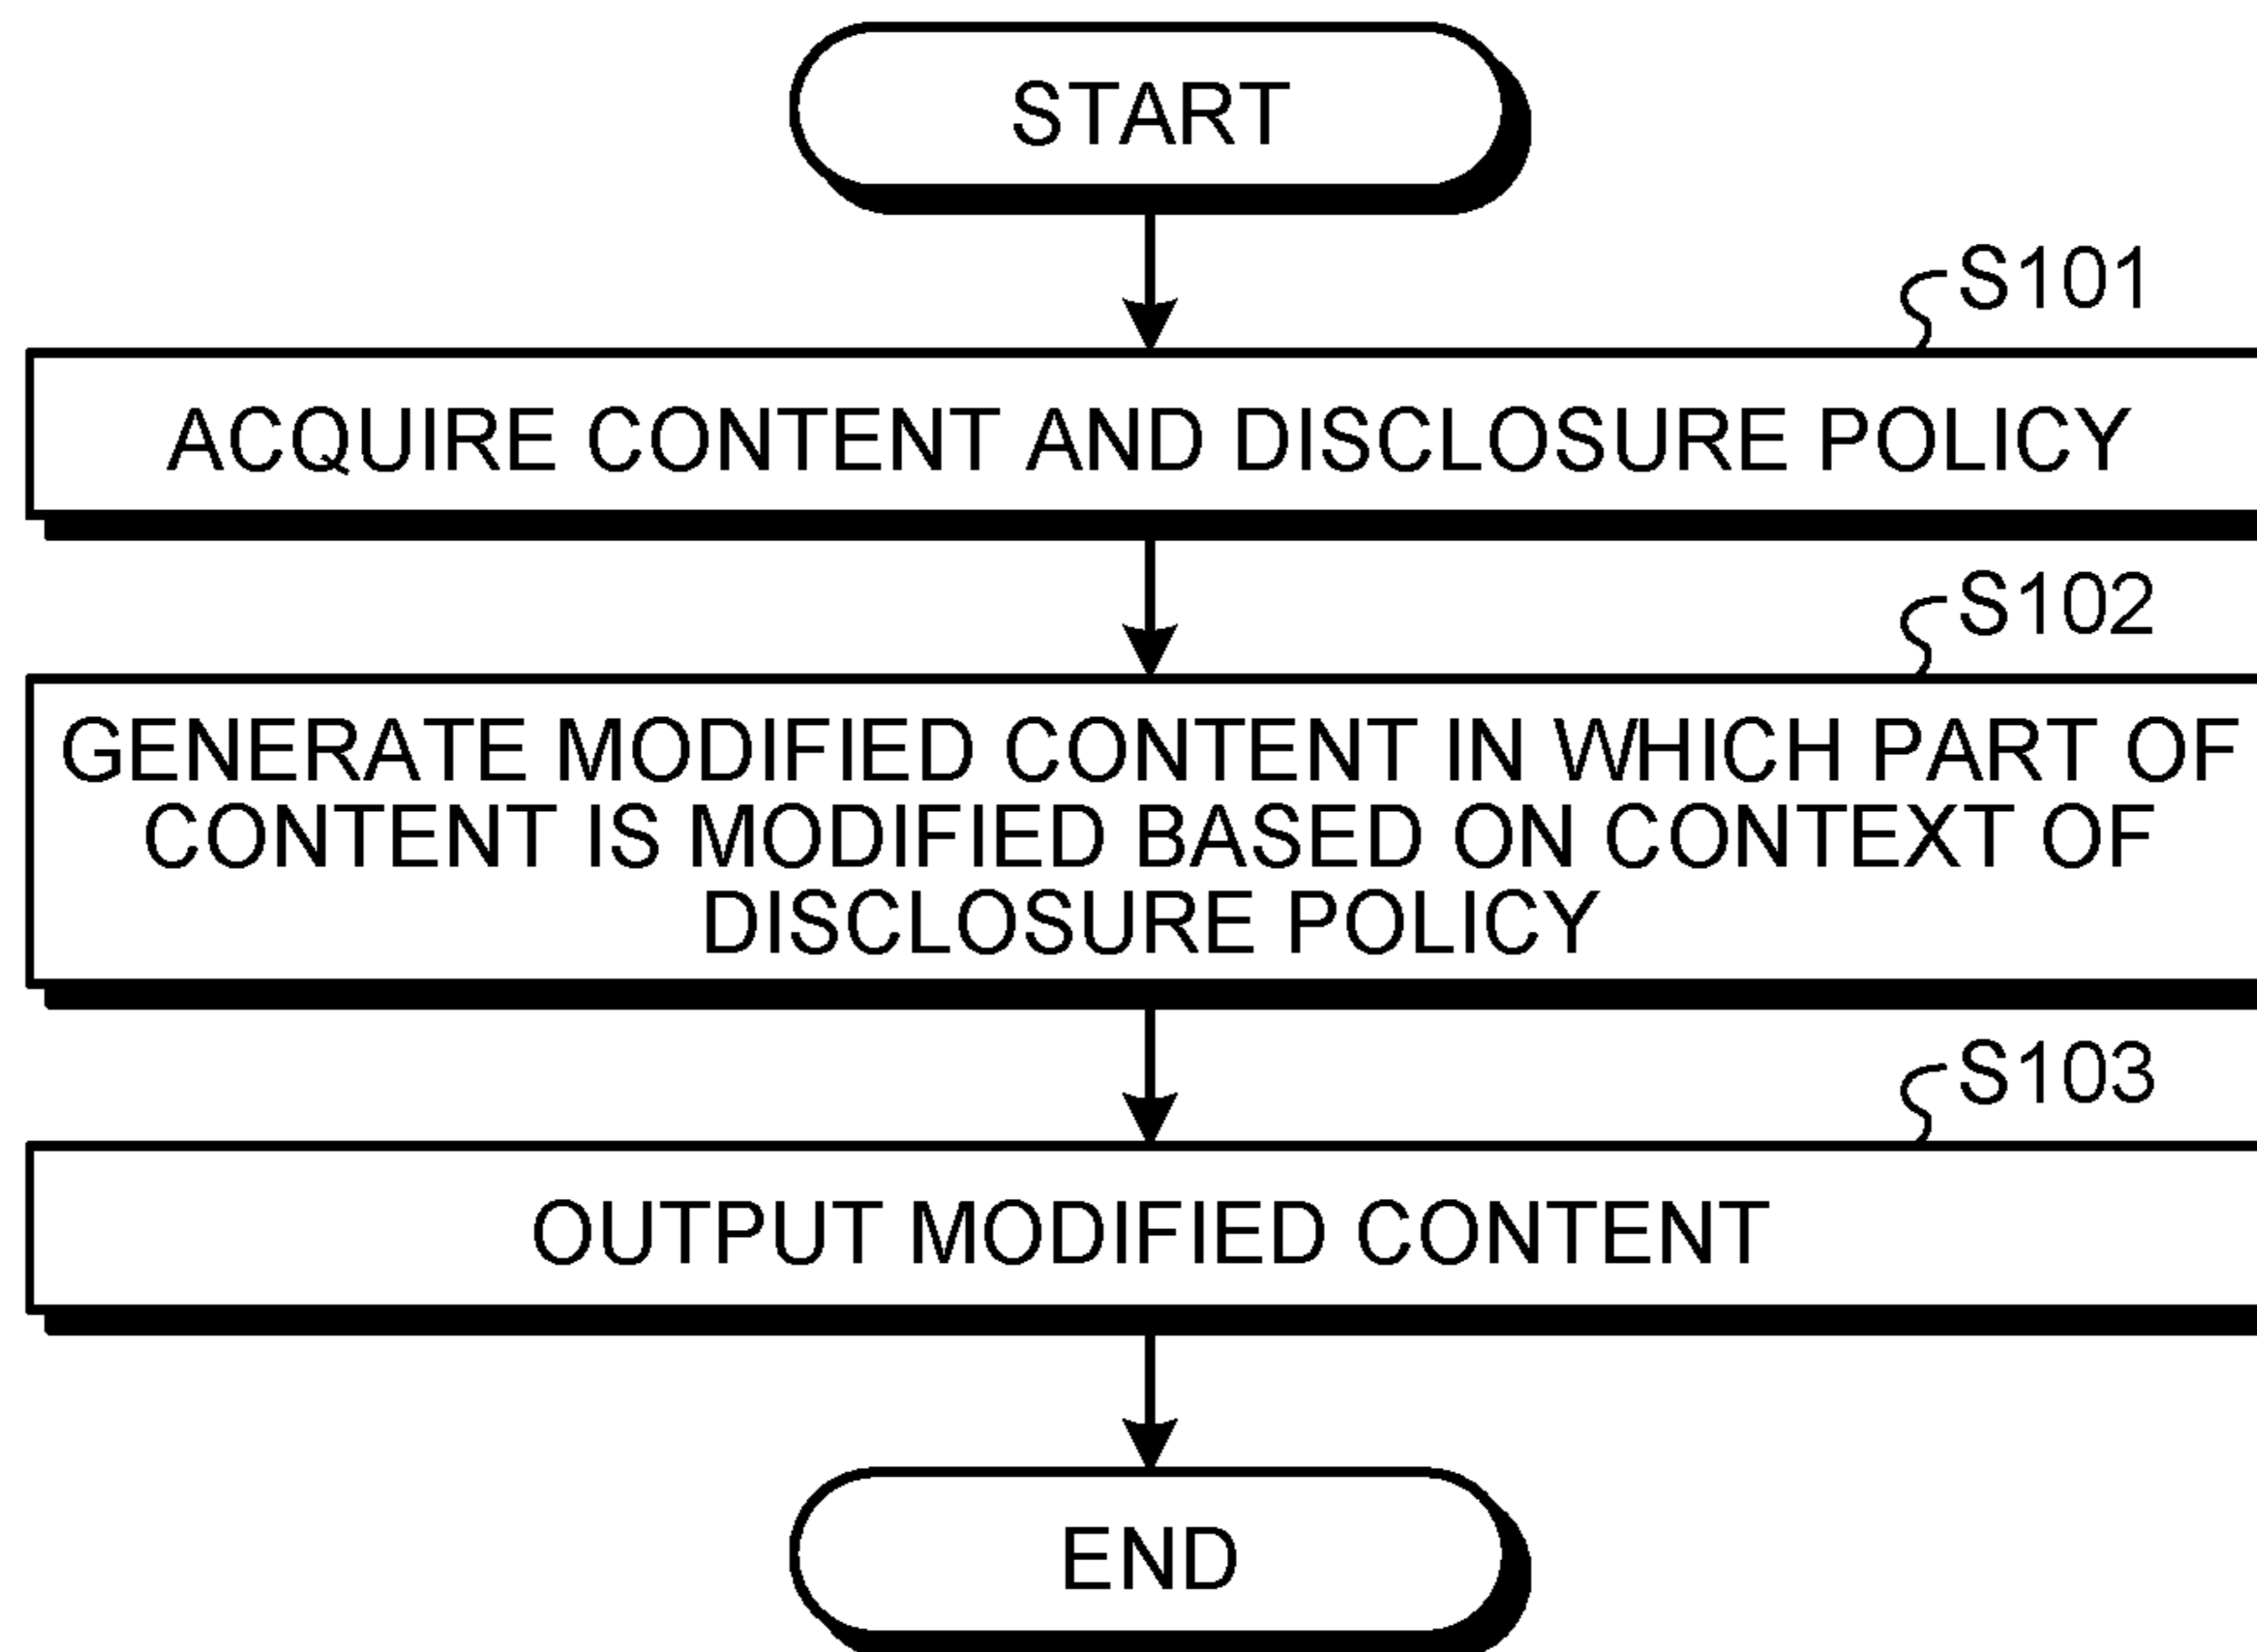 START
S101
ACQUIRE CONTENT AND DISCLOSURE POLICY
S102
GENERATE MODIFIED CONTENT IN WHICH PART OF
CONTENT IS MODIFIED BASED ON CONTEXT OF
DISCLOSURE POLICY
S103
OUTPUT MODIFIED CONTENT
END